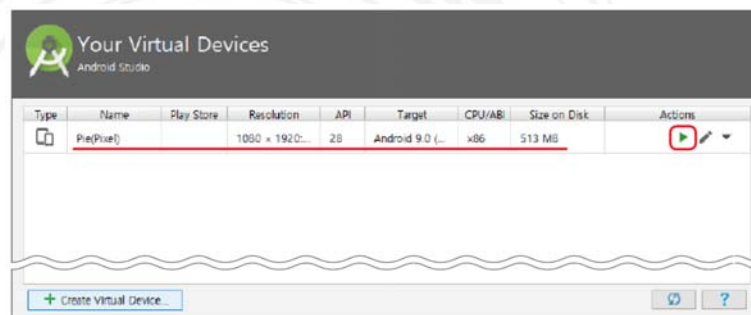 Your Virtual Devices
Android Studio
Type Name Play Store Resolution API Target CPU/ABI Size on Disk Actions
Pie(Pixel) 1080 × 1920:... 28 Android 9.0 (... x86 513 MB
+ Create Virtual Device...
?